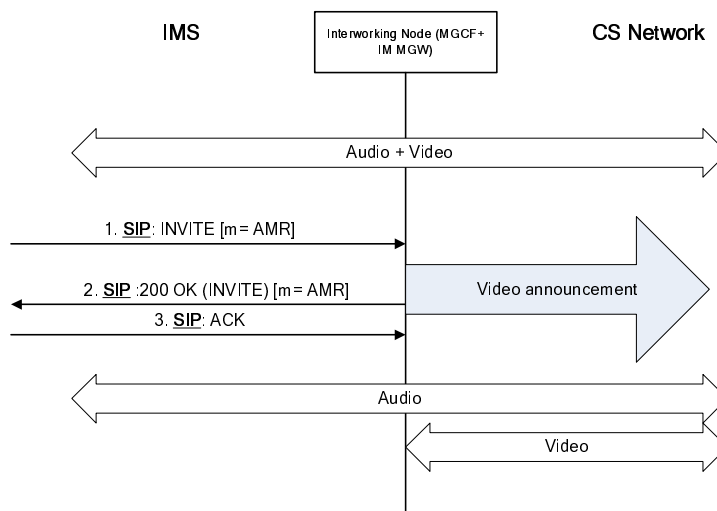 IMS
Interworking Node (MGCF+
IM MGW)
CS Network
Audio + Video
1. SIP: INVITE [m= AMR]
2. SIP :200 OK (INVITE) [m= AMR]
Video announcement
3. SIP: ACK
Audio
Video